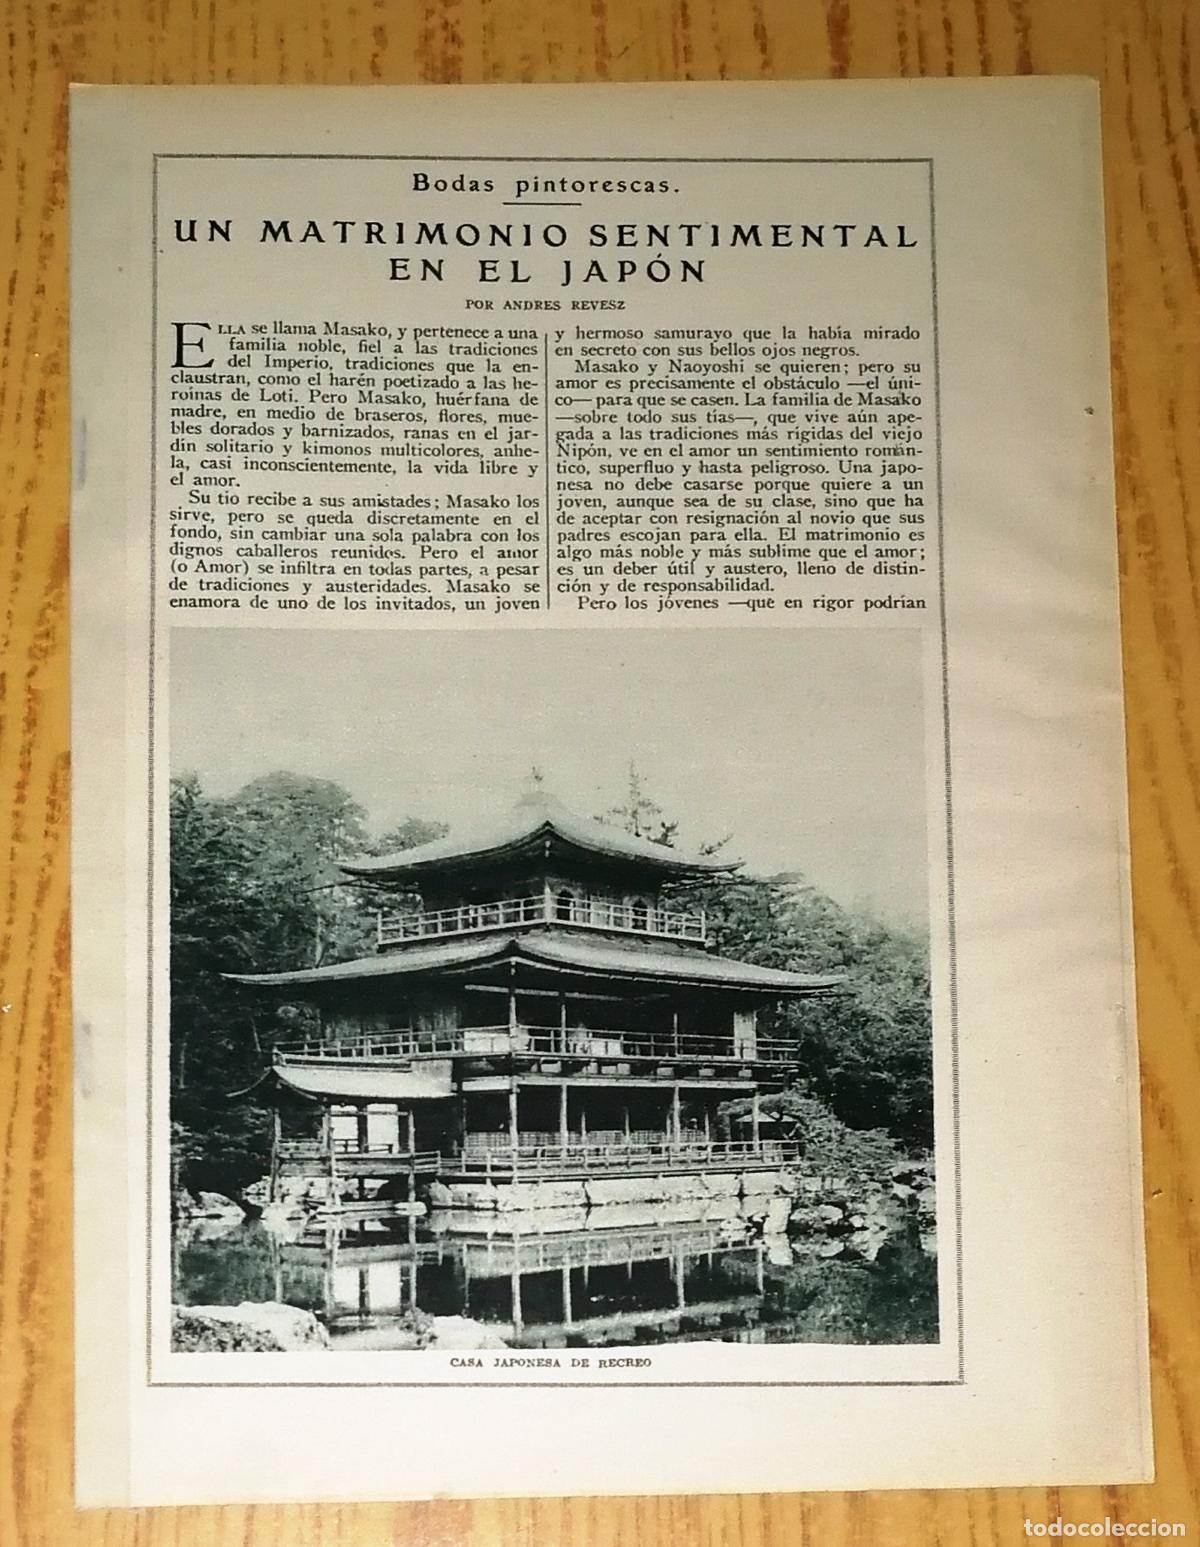 Bodas pintorescas.
UN MATRIMONIO SENTIMENTAL
EN EL JAPÓN
POR ANDRES REVESZ
ELLA se llama Masako, y pertenece a una
familia noble, fiel a las tradiciones
del Imperio, tradiciones que la en-
claustran, como el harén poetizado a las he-
roínas de Loti. Pero Masako, huérfana de
madre, en medio de braseros, flores, mue-
bles dorados y barnizados, ranas en el jar-
dín solitario y kimonos multicolores, anhe-
la, casi inconscientemente, la vida libre y
el amor.
Su tío recibe a sus amistades; Masako los
sirve, pero se queda discretamente en el
fondo, sin cambiar una sola palabra con los
dignos caballeros reunidos. Pero el amor
(o Amor) se infiltra en todas partes, a pesar
de tradiciones y austeridades. Masako se
enamora de uno de los invitados, un joven
y hermoso samurayo que la había mirado
en secreto con sus bellos ojos negros.
Masako y Naoyoshi se quieren; pero su
amor es precisamente el obstáculo —el úni-
co— para que se casen. La familia de Masako
—sobre todo sus tías—, que vive aún ape-
gada a las tradiciones más rígidas del viejo
Nipón, ve en el amor un sentimiento román-
tico, superfluo y hasta peligroso. Una japo-
nesa no debe casarse porque quiere a un
joven, aunque sea de su clase, sino que ha
de aceptar con resignación al novio que sus
padres escojan para ella. El matrimonio es
algo más noble y más sublime que el amor;
es un deber útil y austero, lleno de distin-
ción y de responsabilidad.
Pero los jóvenes —que en rigor podrían
CASA JAPONESA DE RECREO
todocoleccion